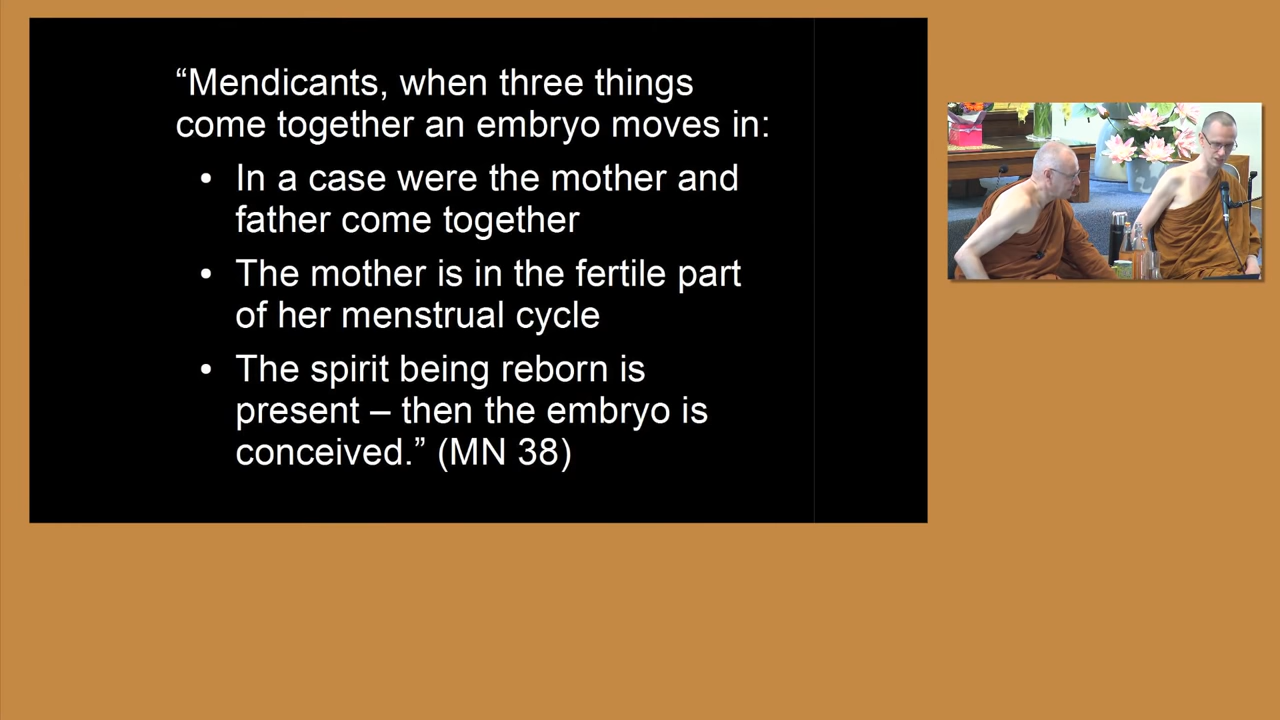 “Mendicants, when three things
come together an embryo moves in:
• In a case were the mother and
father come together
• The mother is in the fertile part
of her menstrual cycle
• The spirit being reborn is
present – then the embryo is
conceived.” (MN 38)